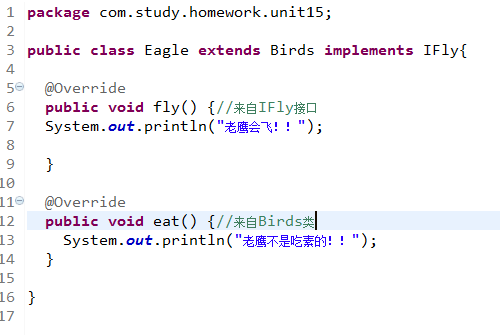 1 package com.study.homework.unit15;
2
3 public class Eagle extends Birds implements IFly{
4
5 @Override
6 public void fly() {//来自IFly接口
7 System.out.println("老鹰会飞！！");
8
9 }
10
11 @Override
12 public void eat() {//来自Birds类
13 System.out.println("老鹰不是吃素的！！");
14 }
15
16 }
17